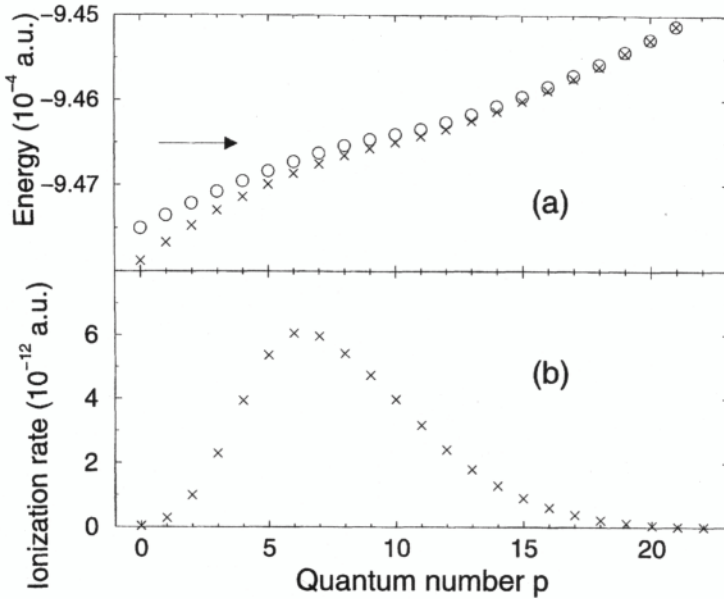 -9.45
-9.46
-9.47
Energy (10⁻⁴ a.u.)
(a)
6
4
2
0
Ionization rate (10⁻¹² a.u.)
(b)
0 5 10 15 20
Quantum number p